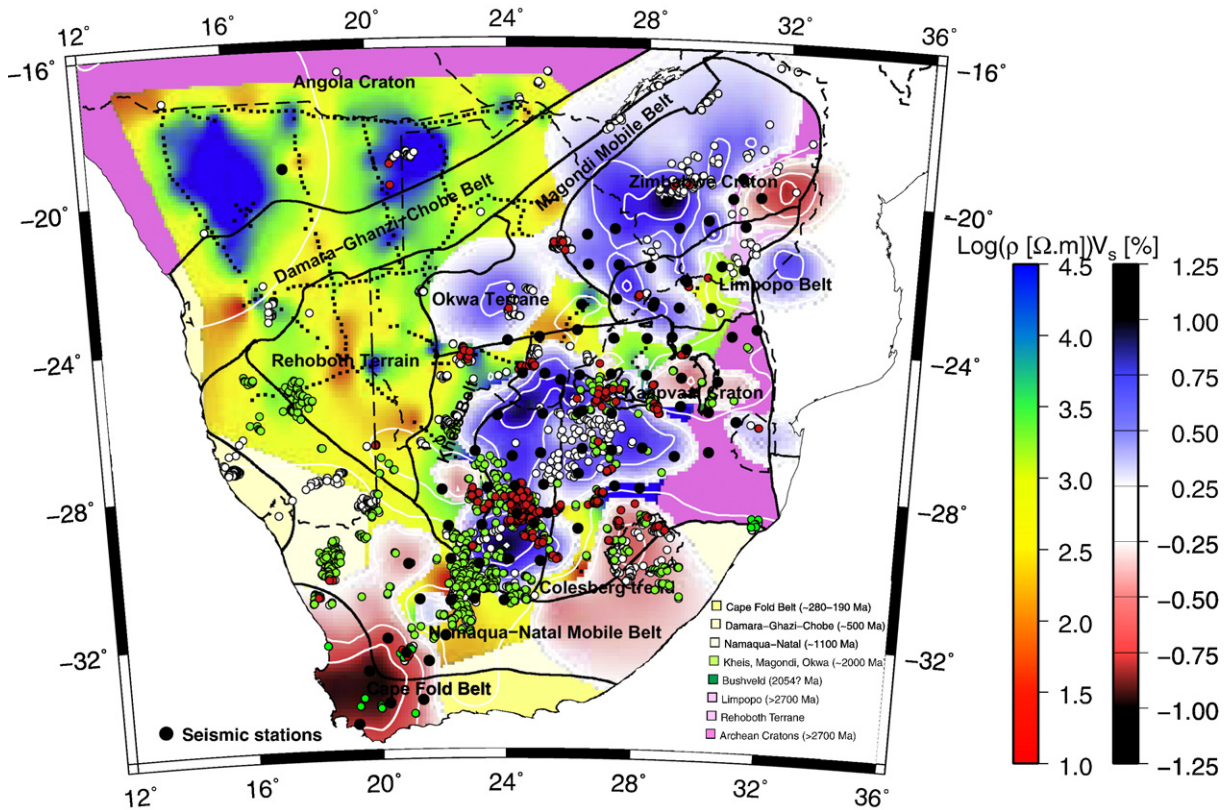 12° 16° 20° 24° 28° 32° 36°
−16° −16°
Angola Craton
Magondi Mobile Belt
Zimbabwe Craton
−20° −20°
Damara−Ghanzi−Chobe Belt
Log(ρ [Ω.m]) Vs [%]
Limpopo Belt
Okwa Terrane
−24° −24°
Rehoboth Terrain
Kaapvaal Craton
Kheis Belt
−28° −28°
Colesberg trend
Namaqua−Natal Mobile Belt
−32° −32°
Cape Fold Belt
Seismic stations
Cape Fold Belt (~280−190 Ma)
Damara−Ghazi−Chobe (~500 Ma)
Namaqua−Natal (~1100 Ma)
Kheis, Magondi, Okwa (~2000 Ma)
Bushveld (2054? Ma)
Limpopo (>2700 Ma)
Rehoboth Terrane
Archean Cratons (>2700 Ma)
12° 16° 20° 24° 28° 32° 36°
4.5
4.0
3.5
3.0
2.5
2.0
1.5
1.0
1.25
1.00
0.75
0.50
0.25
−0.25
−0.50
−0.75
−1.00
−1.25